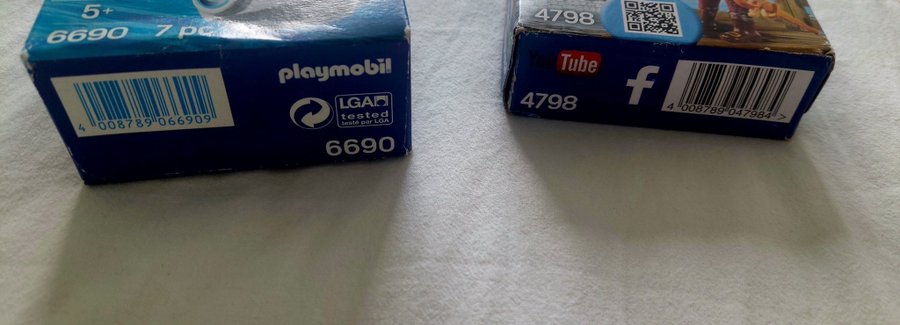 5+
6690 7 pc
4 008789 066909
playmobil
LGA
tested
testé par LGA
6690
4798
YouTube
4798
f
4 008789 047984 >